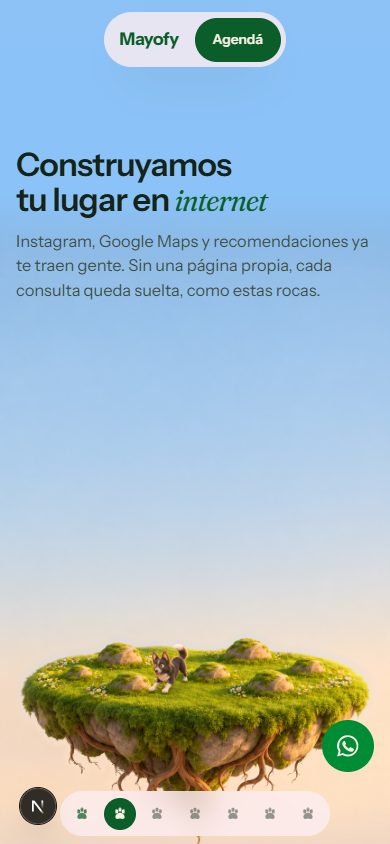 Mayofy
Agendá
Construyamos
tu lugar en internet
Instagram, Google Maps y recomendaciones ya
te traen gente. Sin una página propia, cada
consulta queda suelta, como estas rocas.
N